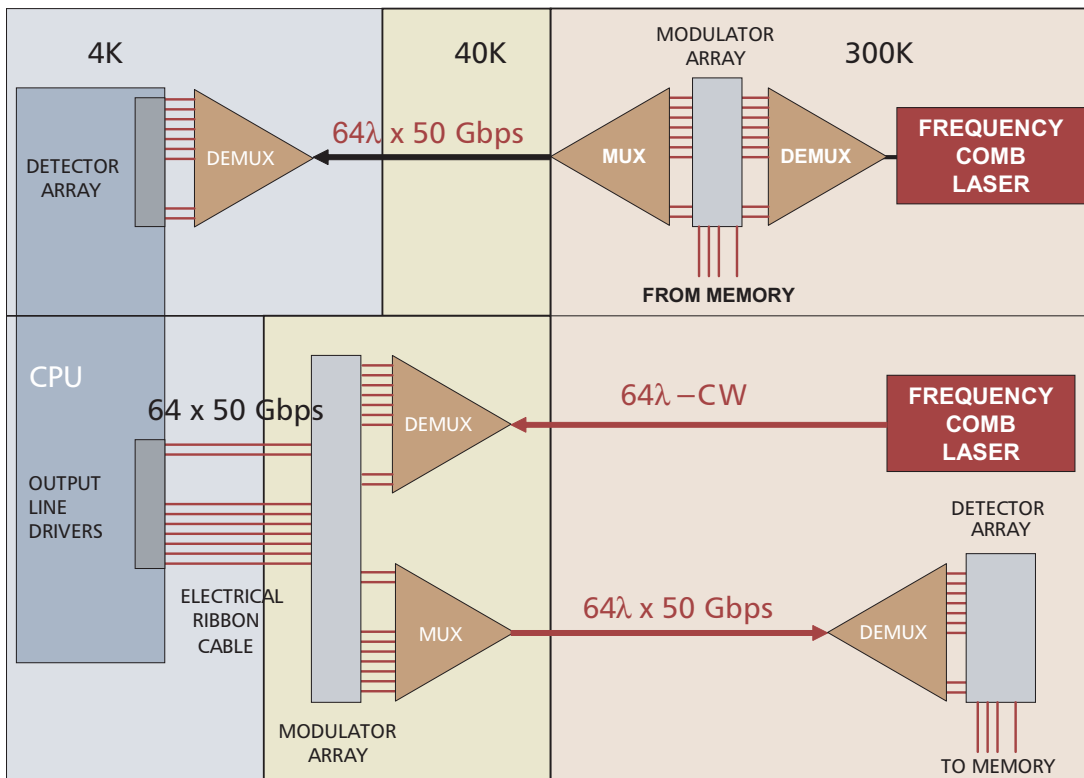 4K
40K
300K
MODULATOR
ARRAY
DETECTOR
ARRAY
DEMUX
64λ x 50 Gbps
MUX
DEMUX
FREQUENCY
COMB
LASER
FROM MEMORY
CPU
64 x 50 Gbps
OUTPUT
LINE
DRIVERS
ELECTRICAL
RIBBON
CABLE
DEMUX
64λ –CW
FREQUENCY
COMB
LASER
MUX
64λ x 50 Gbps
DEMUX
DETECTOR
ARRAY
MODULATOR
ARRAY
TO MEMORY